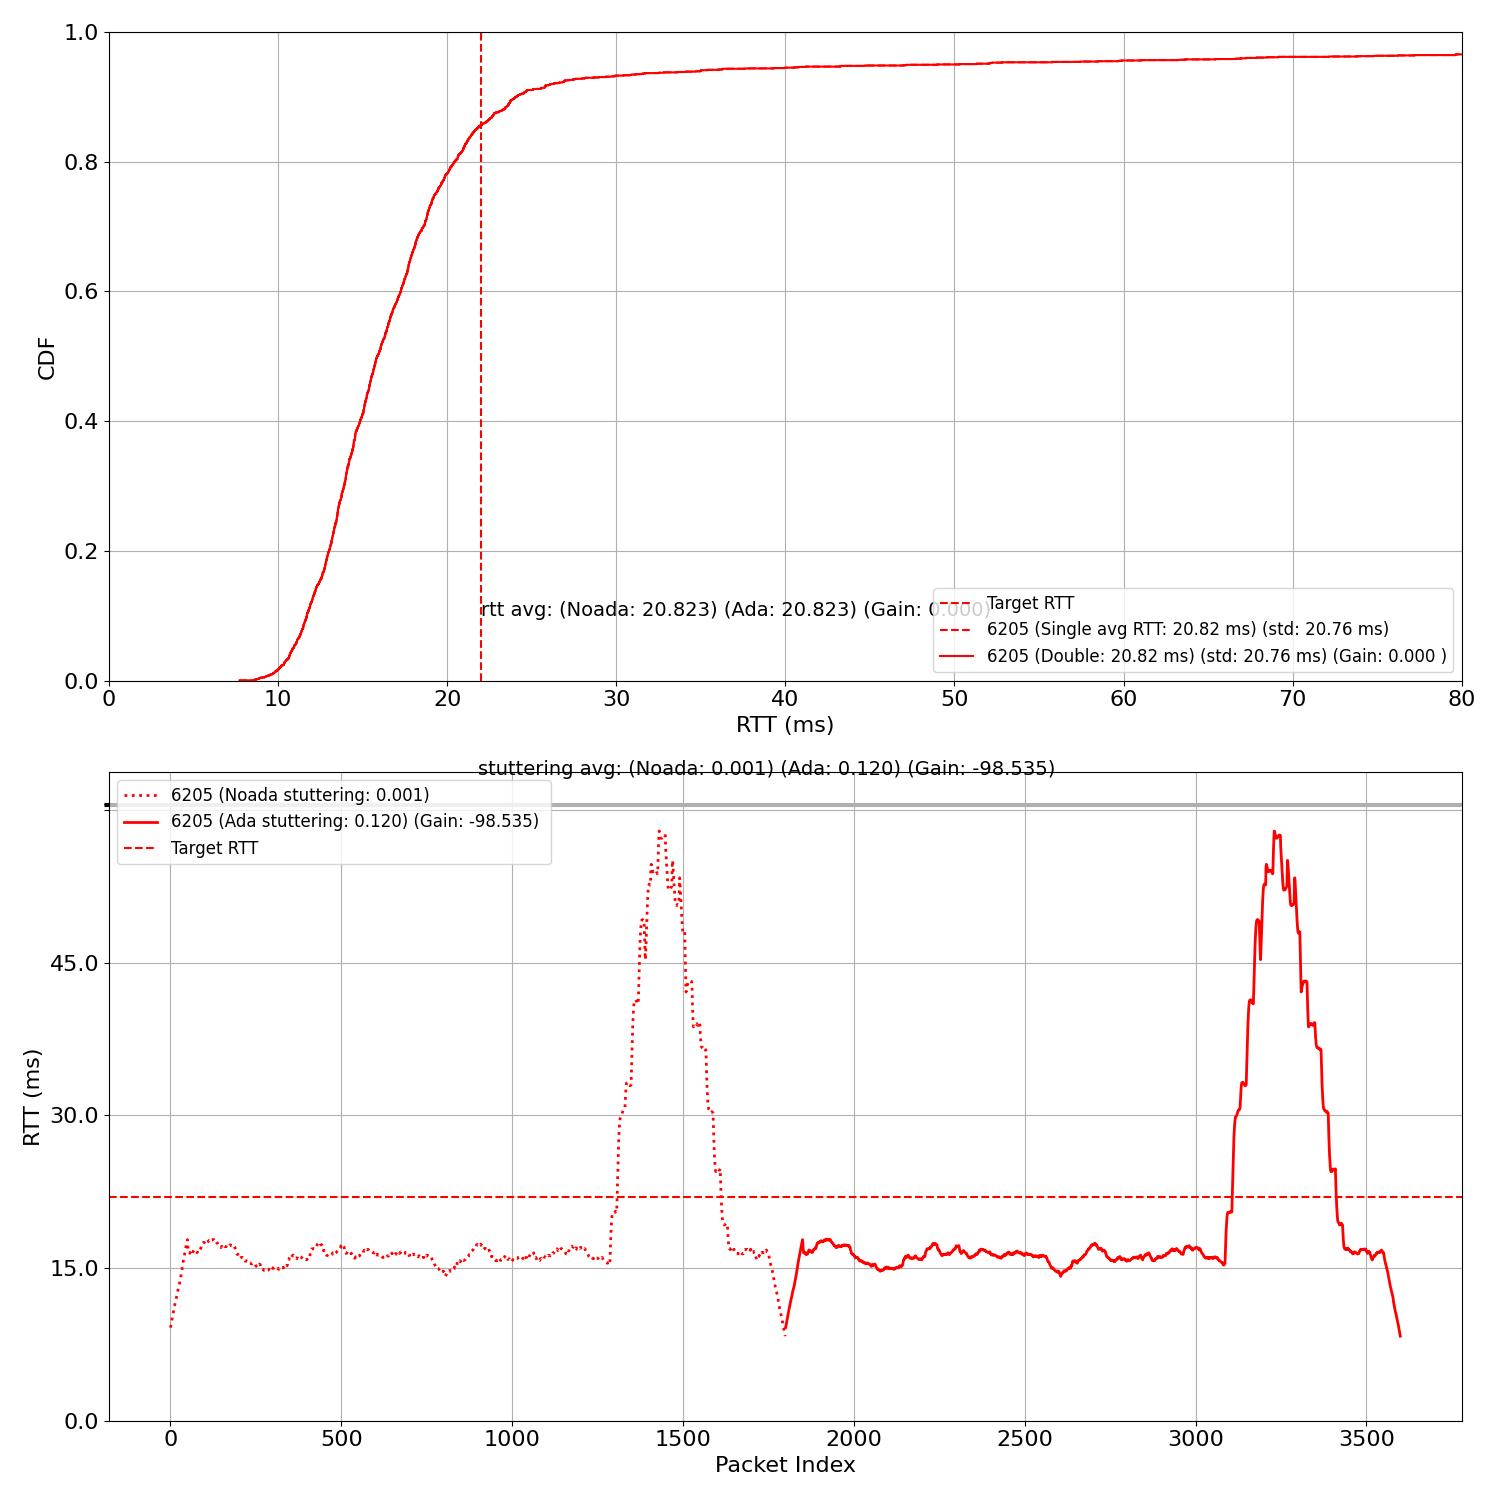 1.0
0.8
0.6
0.4
0.2
0.0
CDF
rtt avg: (Noada: 20.823) (Ada: 20.823) (Gain: 0.000)
Target RTT
6205 (Single avg RTT: 20.82 ms) (std: 20.76 ms)
6205 (Double: 20.82 ms) (std: 20.76 ms) (Gain: 0.000 )
0 10 20 30 40 50 60 70 80
RTT (ms)
stuttering avg: (Noada: 0.001) (Ada: 0.120) (Gain: -98.535)
6205 (Noada stuttering: 0.001)
6205 (Ada stuttering: 0.120) (Gain: -98.535)
Target RTT
45.0
30.0
15.0
0.0
RTT (ms)
0 500 1000 1500 2000 2500 3000 3500
Packet Index